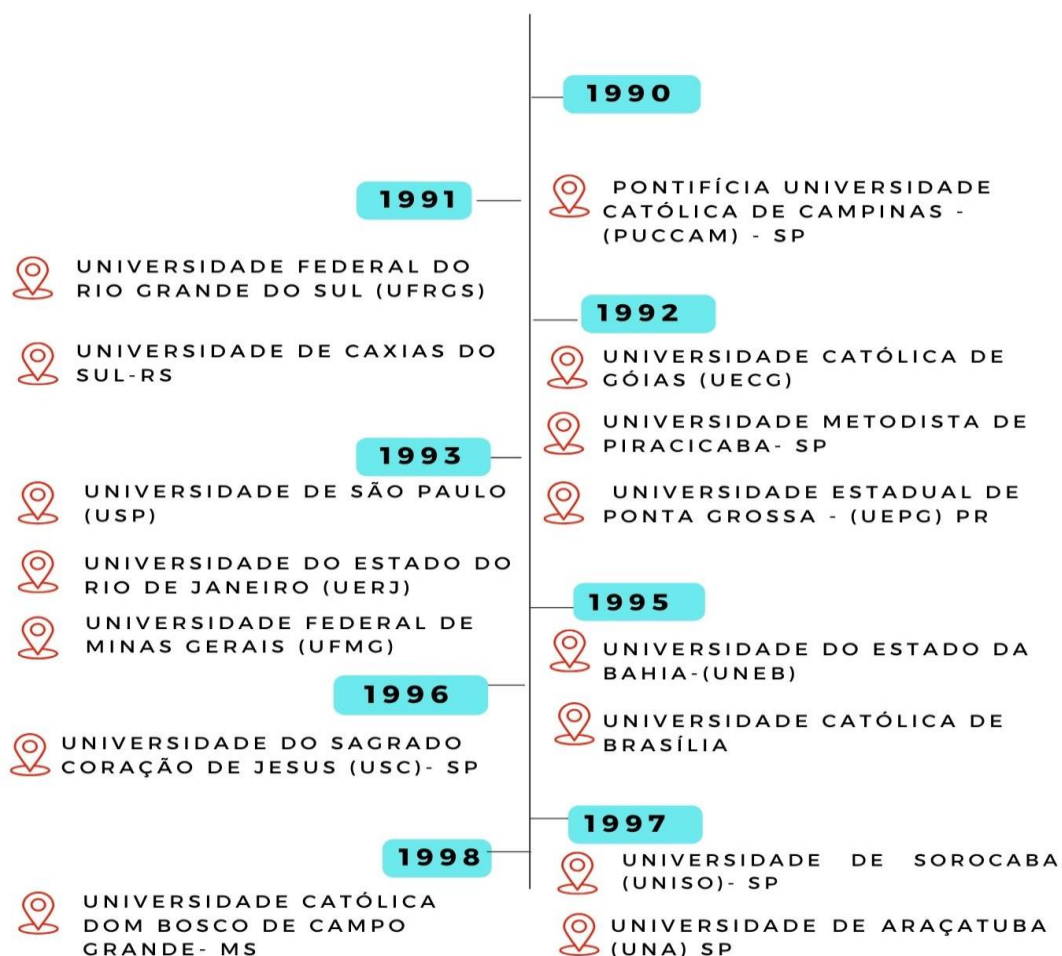 1990
PONTIFÍCIA UNIVERSIDADE
CATÓLICA DE CAMPINAS -
(PUCCAM) - SP
1991
UNIVERSIDADE FEDERAL DO
RIO GRANDE DO SUL (UFRGS)
UNIVERSIDADE DE CAXIAS DO
SUL-RS
1992
UNIVERSIDADE CATÓLICA DE
GÓIAS (UECG)
UNIVERSIDADE METODISTA DE
PIRACICABA- SP
UNIVERSIDADE ESTADUAL DE
PONTA GROSSA - (UEPG) PR
1993
UNIVERSIDADE DE SÃO PAULO
(USP)
UNIVERSIDADE DO ESTADO DO
RIO DE JANEIRO (UERJ)
UNIVERSIDADE FEDERAL DE
MINAS GERAIS (UFMG)
1995
UNIVERSIDADE DO ESTADO DA
BAHIA-(UNEB)
UNIVERSIDADE CATÓLICA DE
BRASÍLIA
1996
UNIVERSIDADE DO SAGRADO
CORAÇÃO DE JESUS (USC)- SP
1997
UNIVERSIDADE DE SOROCABA
(UNISO)- SP
UNIVERSIDADE DE ARAÇATUBA
(UNA) SP
1998
UNIVERSIDADE CATÓLICA
DOM BOSCO DE CAMPO
GRANDE- MS